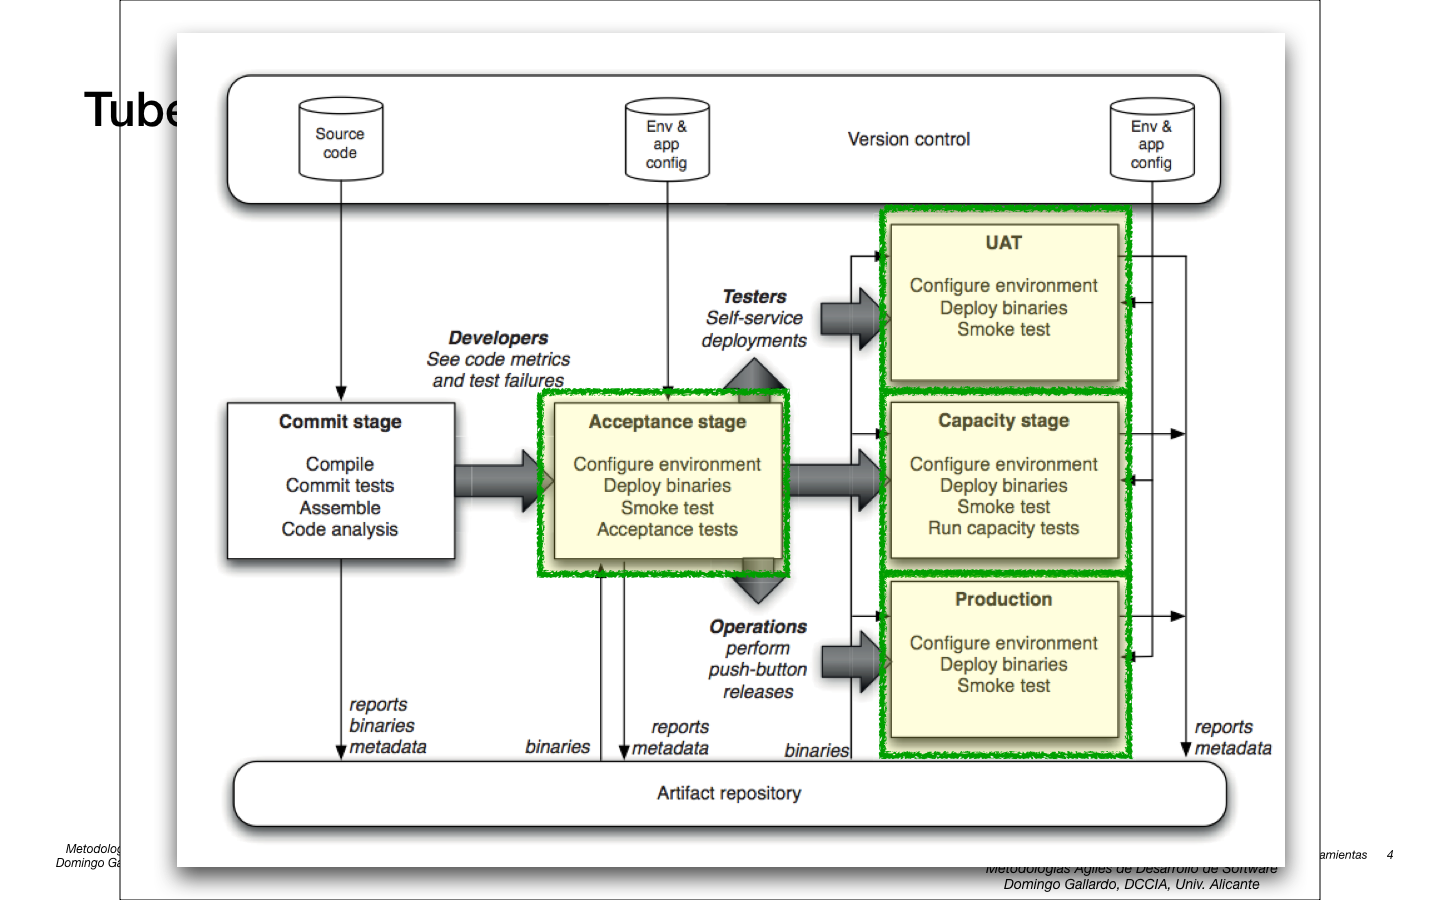 Tube
Source
code
Env &
app
config
Version control
Env &
app
config
UAT
Configure environment
Deploy binaries
Smoke test
Testers
Self-service
deployments
Developers
See code metrics
and test failures
Commit stage
Compile
Commit tests
Assemble
Code analysis
Acceptance stage
Configure environment
Deploy binaries
Smoke test
Acceptance tests
Capacity stage
Configure environment
Deploy binaries
Smoke test
Run capacity tests
Production
Configure environment
Deploy binaries
Smoke test
Operations
perform
push-button
releases
reports
binaries
metadata
binaries
reports
metadata
binaries
reports
metadata
Artifact repository
Metodolog
Domingo Ga
amientas 4
Metodologías Ágiles de Desarrollo de Software
Domingo Gallardo, DCCIA, Univ. Alicante